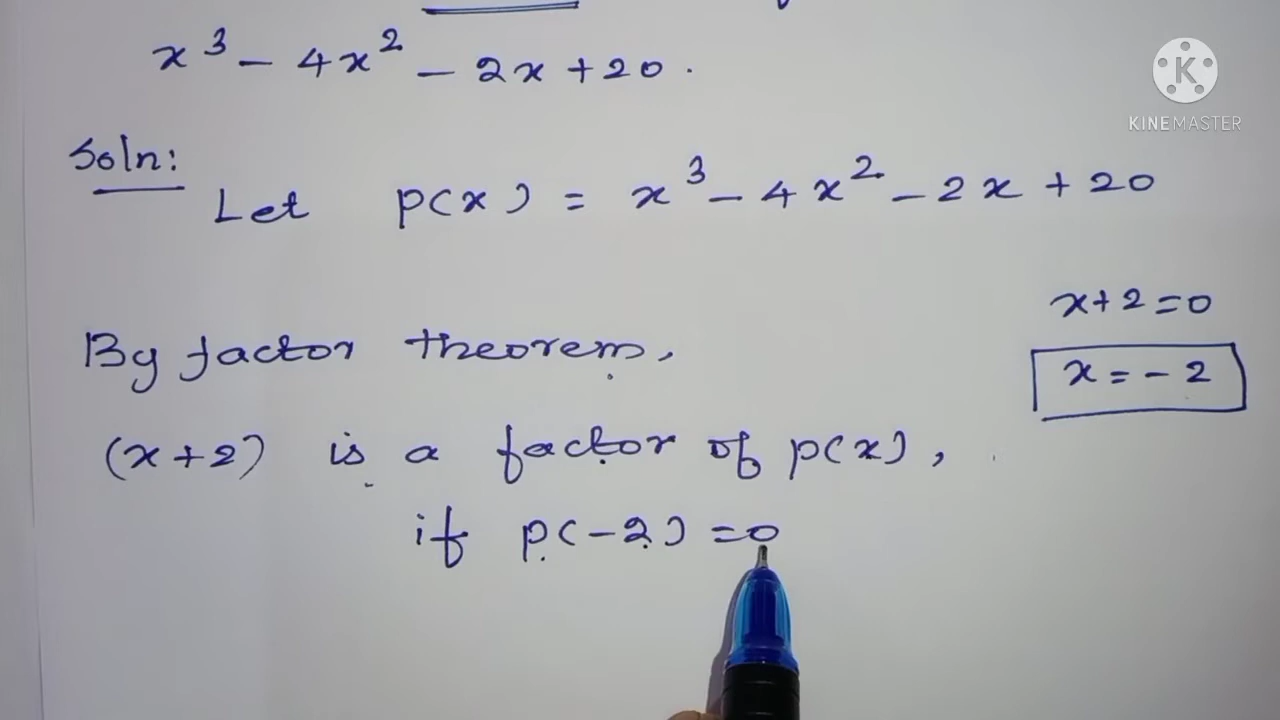 x³ - 4x² - 2x + 20.
K
KINEMASTER
Soln:
Let p(x) = x³ - 4x² - 2x + 20
x+2=0
x = -2
By factor theorem,
(x+2) is a factor of p(x),
if p(-2) = 0